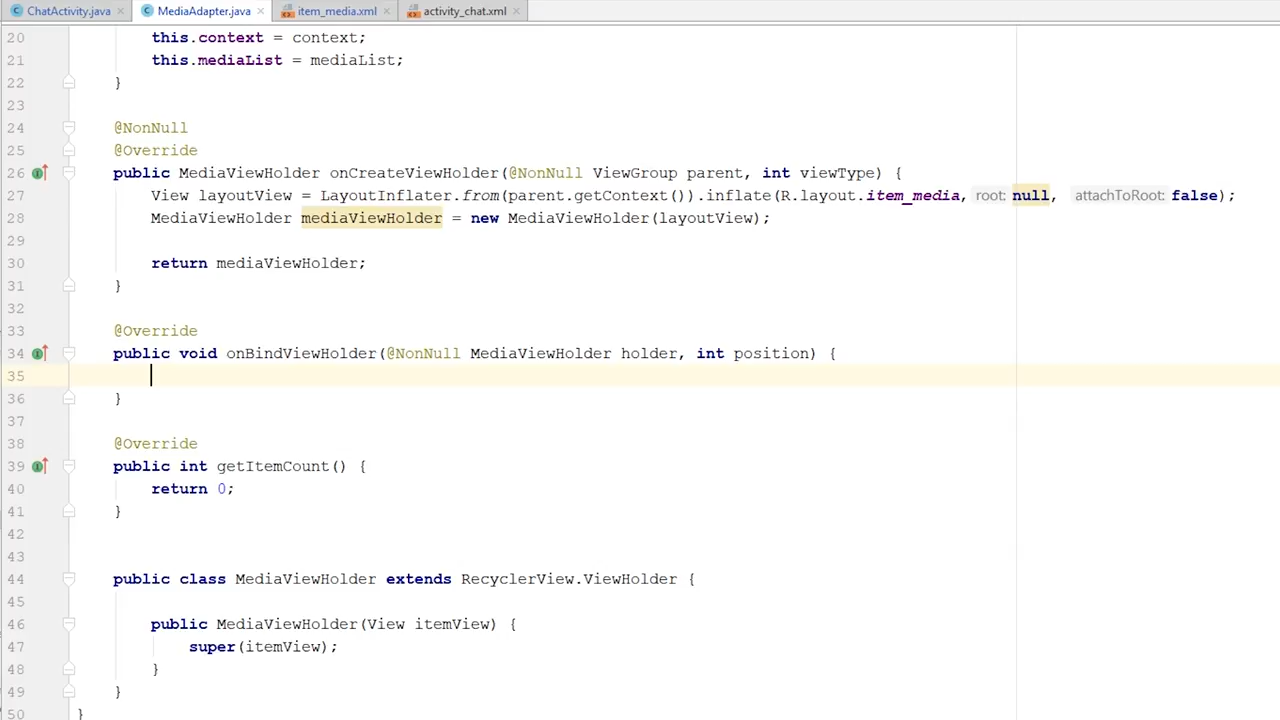 ChatActivity.java MediaAdapter.java item_media.xml activity_chat.xml
20 this.context = context;
21 this.mediaList = mediaList;
22 }
23
24 @NonNull
25 @Override
26 public MediaViewHolder onCreateViewHolder(@NonNull ViewGroup parent, int viewType) {
27 View layoutView = LayoutInflater.from(parent.getContext()).inflate(R.layout.item_media, root: null, attachToRoot: false);
28 MediaViewHolder mediaViewHolder = new MediaViewHolder(layoutView);
29
30 return mediaViewHolder;
31 }
32
33 @Override
34 public void onBindViewHolder(@NonNull MediaViewHolder holder, int position) {
35
36 }
37
38 @Override
39 public int getItemCount() {
40 return 0;
41 }
42
43
44 public class MediaViewHolder extends RecyclerView.ViewHolder {
45
46 public MediaViewHolder(View itemView) {
47 super(itemView);
48 }
49 }
50 }